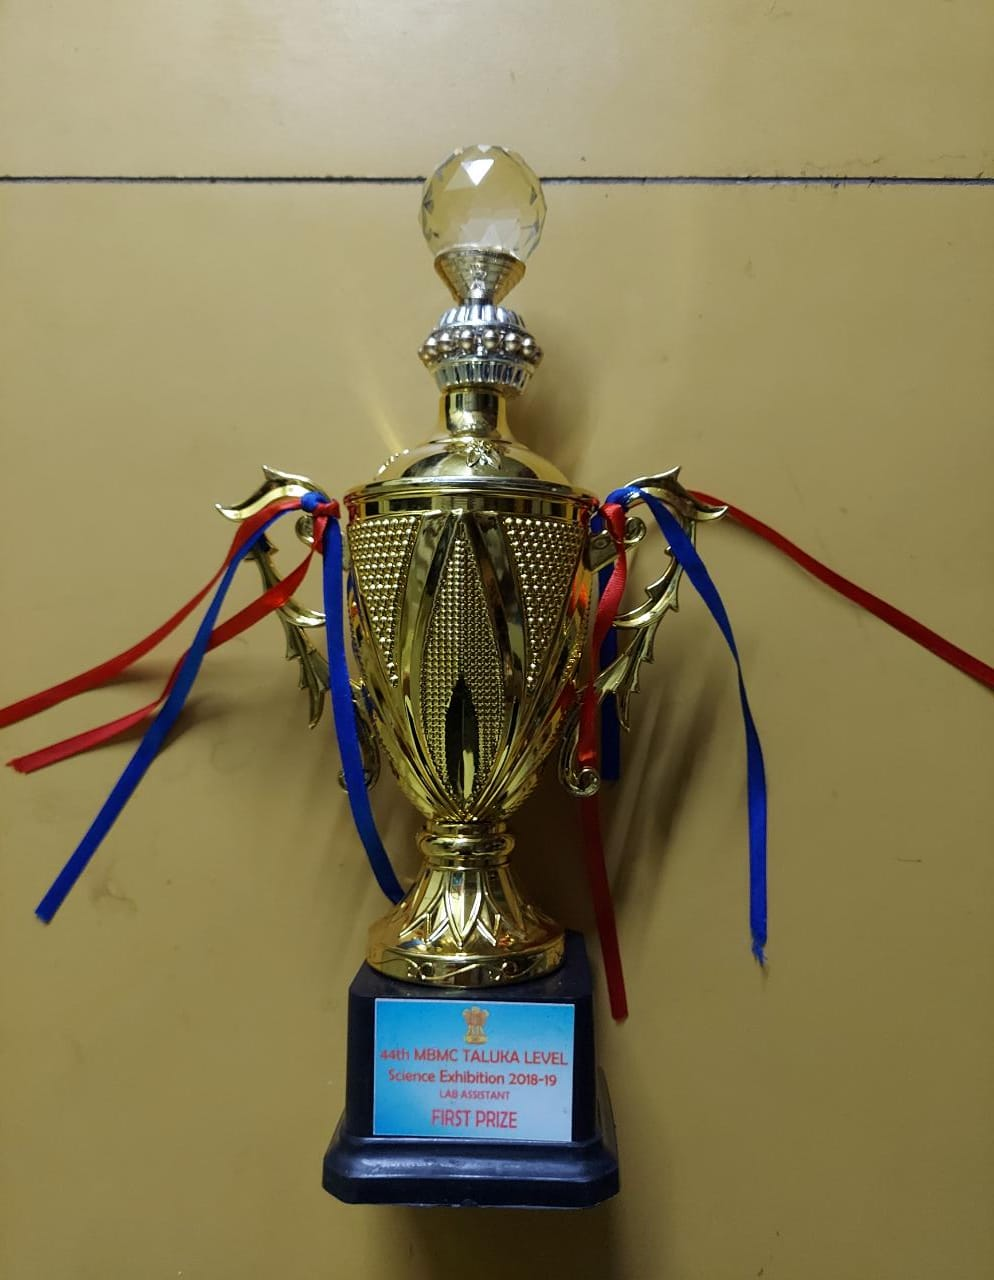 44th MBMC TALUKA LEVEL
Science Exhibition 2018-19
LAB ASSISTANT
FIRST PRIZE